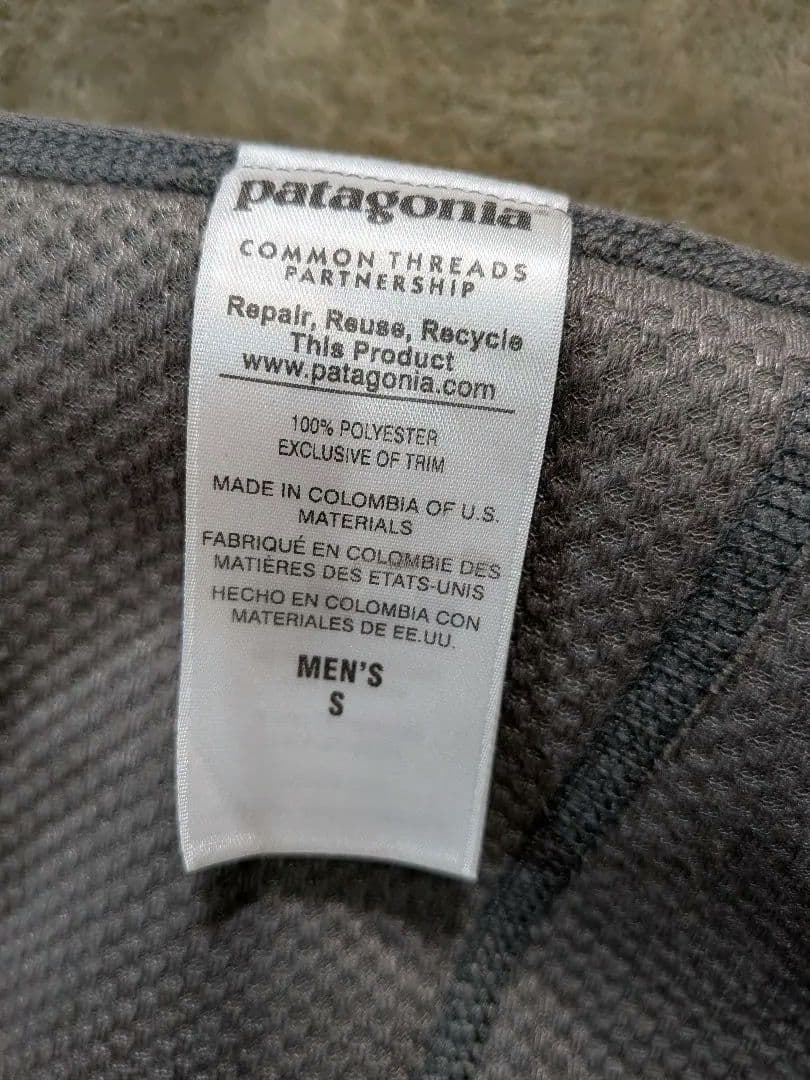 patagonia
COMMON THREADS
PARTNERSHIP
Repair, Reuse, Recycle
This Product
www.patagonia.com
100% POLYESTER
EXCLUSIVE OF TRIM
MADE IN COLOMBIA OF U.S.
MATERIALS
FABRIQUÉ EN COLOMBIE DES
MATIÈRES DES ETATS-UNIS
HECHO EN COLOMBIA CON
MATERIALES DE EE.UU.
MEN'S
S